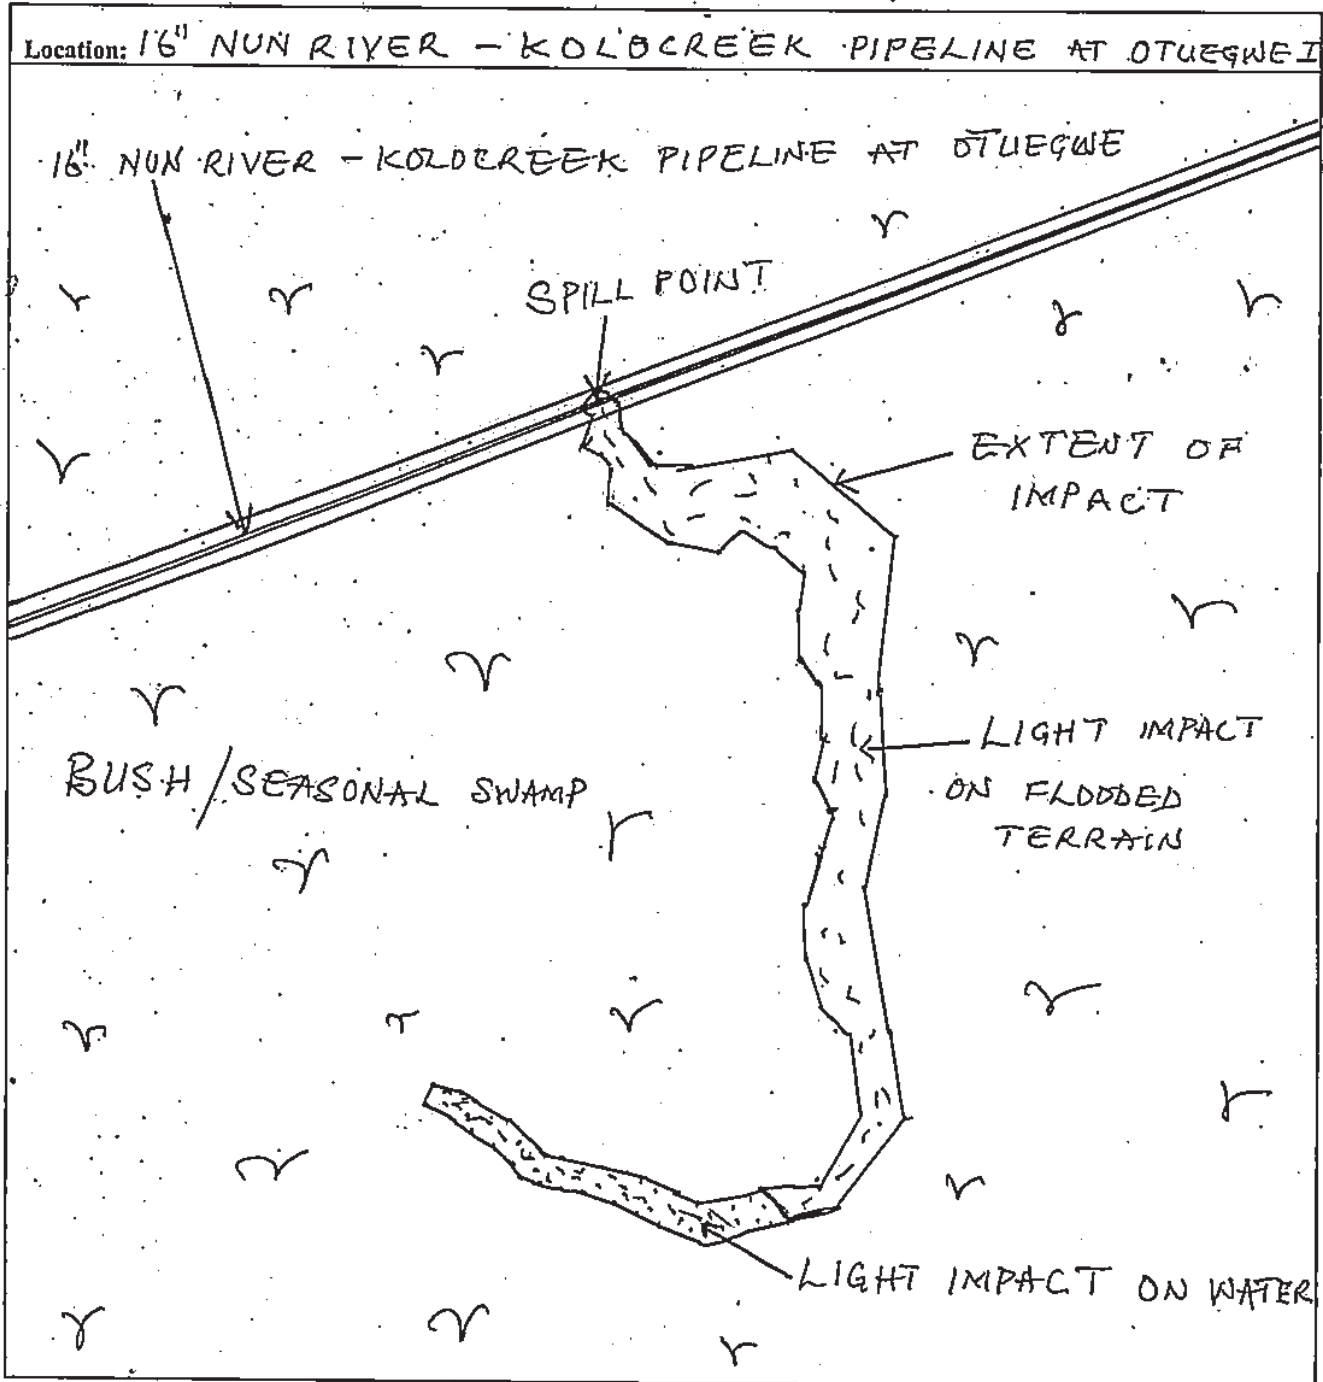 Location: 16" NUN RIVER - KOLOCREEK PIPELINE AT OTUEGWE I
16" NUN RIVER - KOLOCREEK PIPELINE AT OTUEGWE
SPILL POINT
EXTENT OF
IMPACT
LIGHT IMPACT
ON FLOODED
TERRAIN
BUSH/SEASONAL SWAMP
LIGHT IMPACT ON WATER